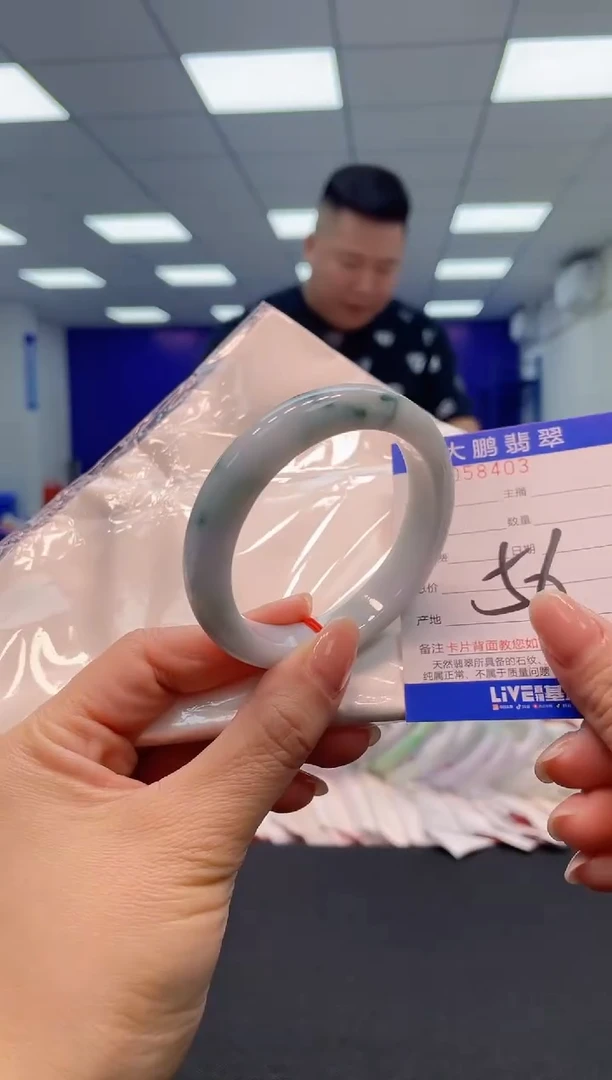 大鹏翡翠
058403
主播
数量
日期
56
价
产地
备注 卡片背面教您如
天然翡翠所具备的石纹、
纯属正常，不属于质量问题
LiVE